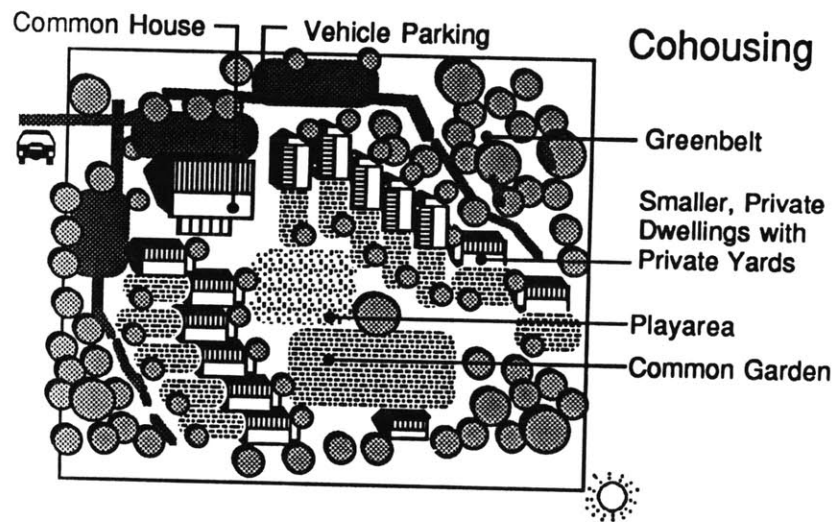 Common House
Vehicle Parking
Cohousing
Greenbelt
Smaller, Private
Dwellings with
Private Yards
Playarea
Common Garden